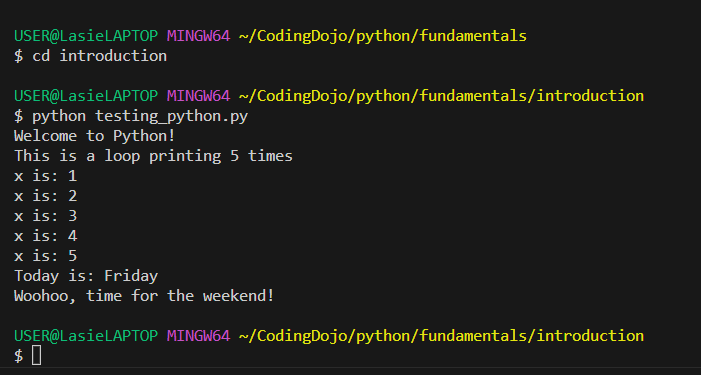 USER@LasieLAPTOP MINGW64 ~/CodingDojo/python/fundamentals
$ cd introduction
USER@LasieLAPTOP MINGW64 ~/CodingDojo/python/fundamentals/introduction
$ python testing_python.py
Welcome to Python!
This is a loop printing 5 times
x is: 1
x is: 2
x is: 3
x is: 4
x is: 5
Today is: Friday
Woohoo, time for the weekend!
USER@LasieLAPTOP MINGW64 ~/CodingDojo/python/fundamentals/introduction
$